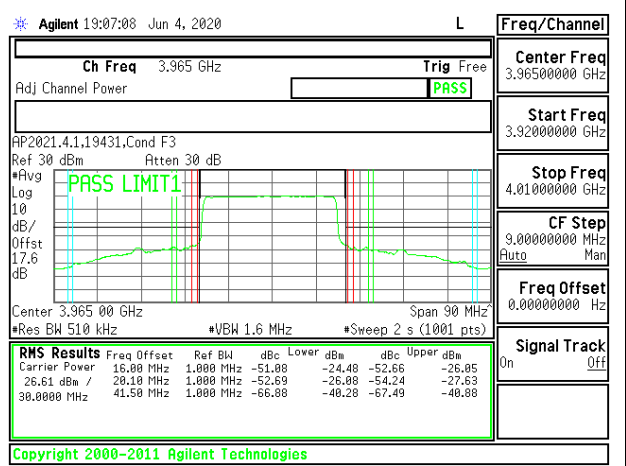 Agilent 19:07:08 Jun 4, 2020 L
Freq/Channel
Ch Freq 3.965 GHz Trig Free
Adj Channel Power PASS
Center Freq
3.96500000 GHz
Start Freq
3.92000000 GHz
AP2021.4.1,19431,Cond F3
Ref 30 dBm Atten 30 dB
#Avg
Log
10
dB/
Offst
17.6
dB
PASS LIMIT1
Stop Freq
4.01000000 GHz
CF Step
9.00000000 MHz
Auto Man
Freq Offset
0.00000000 Hz
Center 3.965 00 GHz Span 90 MHz^
#Res BW 510 kHz #VBW 1.6 MHz #Sweep 2 s (1001 pts)
Signal Track
On Off
RMS Results Freq Offset Ref BW dBc Lower dBm dBc Upper dBm
Carrier Power 16.00 MHz 1.000 MHz -51.08 -24.48 -52.66 -26.05
26.61 dBm / 20.10 MHz 1.000 MHz -52.69 -26.08 -54.24 -27.63
30.0000 MHz 41.50 MHz 1.000 MHz -66.88 -40.28 -67.49 -40.88
Copyright 2000-2011 Agilent Technologies